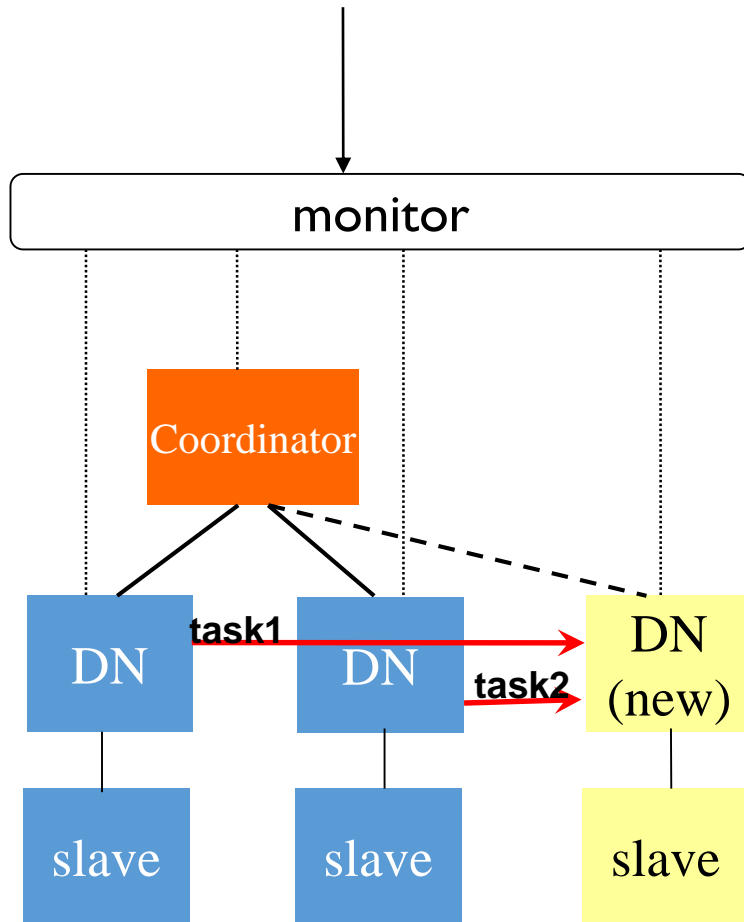 monitor
Coordinator
task1
DN
DN
task2
DN
(new)
slave
slave
slave